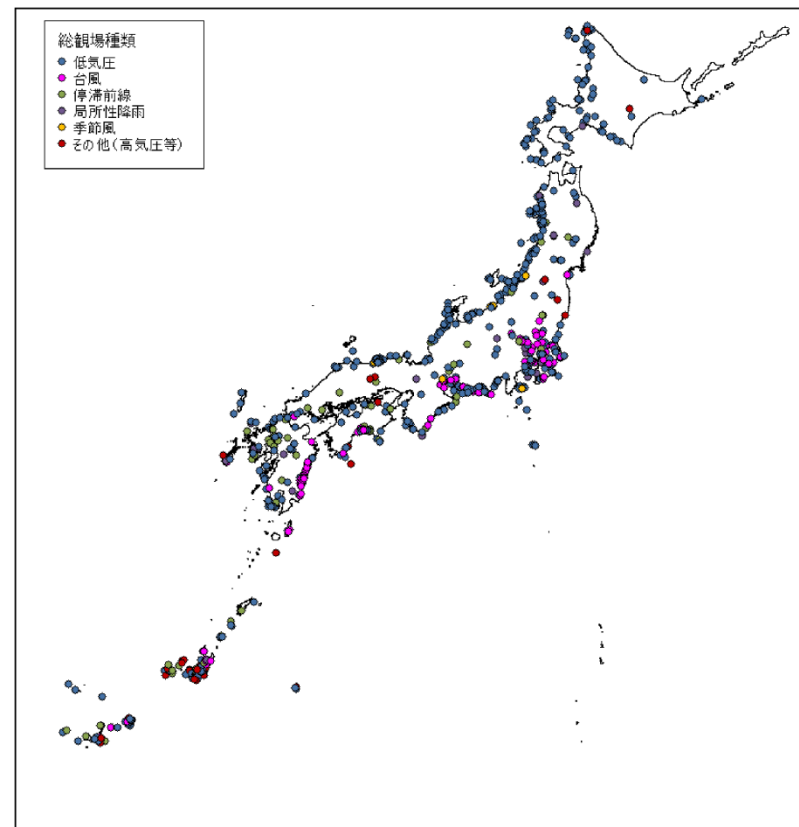 総観場種類
低気圧
台風
停滞前線
局所性降雨
季節風
その他(高気圧等)